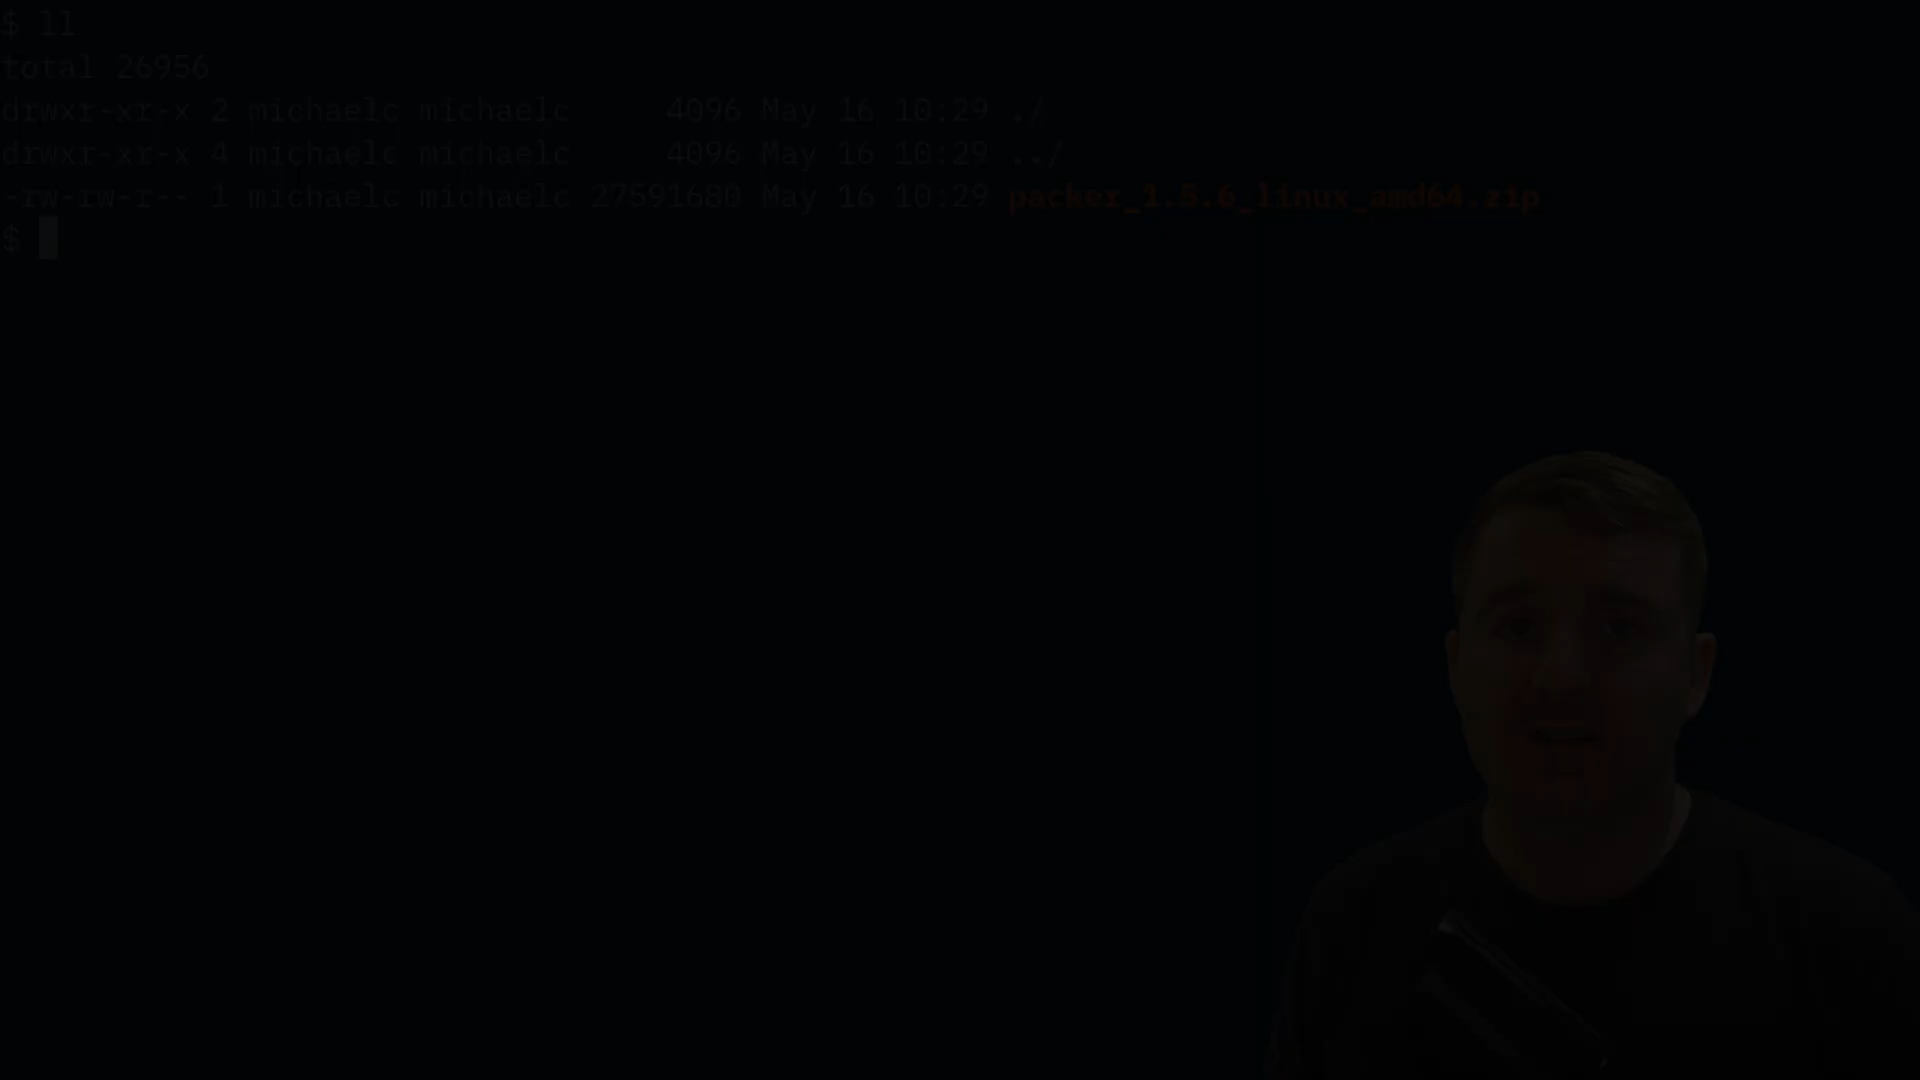 $ ll
total 26956
drwxr-xr-x 2 michaelc michaelc     4096 May 16 10:29 ./
drwxr-xr-x 4 michaelc michaelc     4096 May 16 10:29 ../
-rw-rw-r-- 1 michaelc michaelc 27591680 May 16 10:29 packer_1.5.6_linux_amd64.zip
$